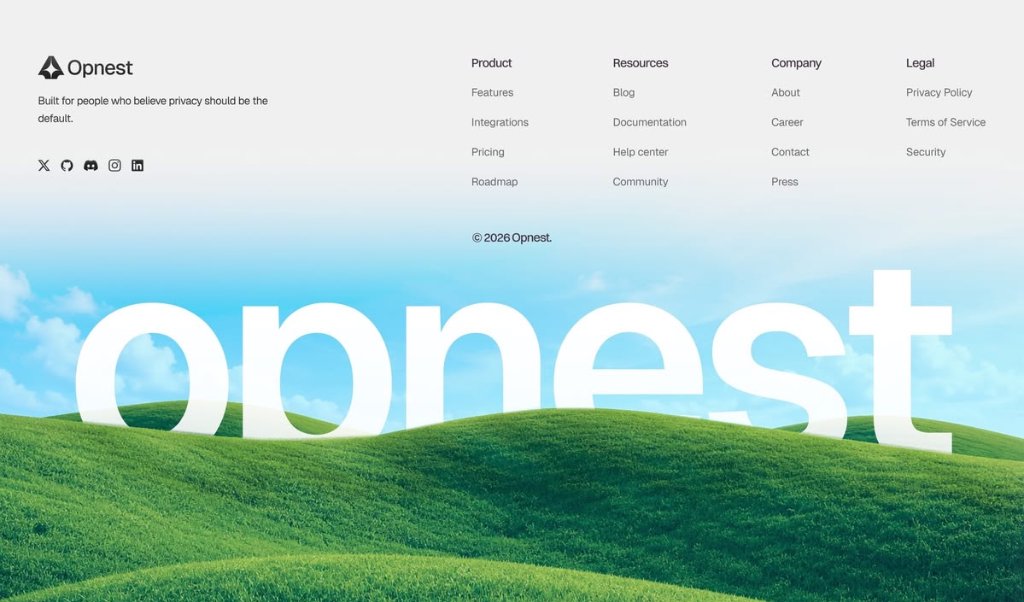 Opnest
Built for people who believe privacy should be the
default.
Product
Features
Integrations
Pricing
Roadmap
Resources
Blog
Documentation
Help center
Community
Company
About
Career
Contact
Press
Legal
Privacy Policy
Terms of Service
Security
© 2026 Opnest.
opnest